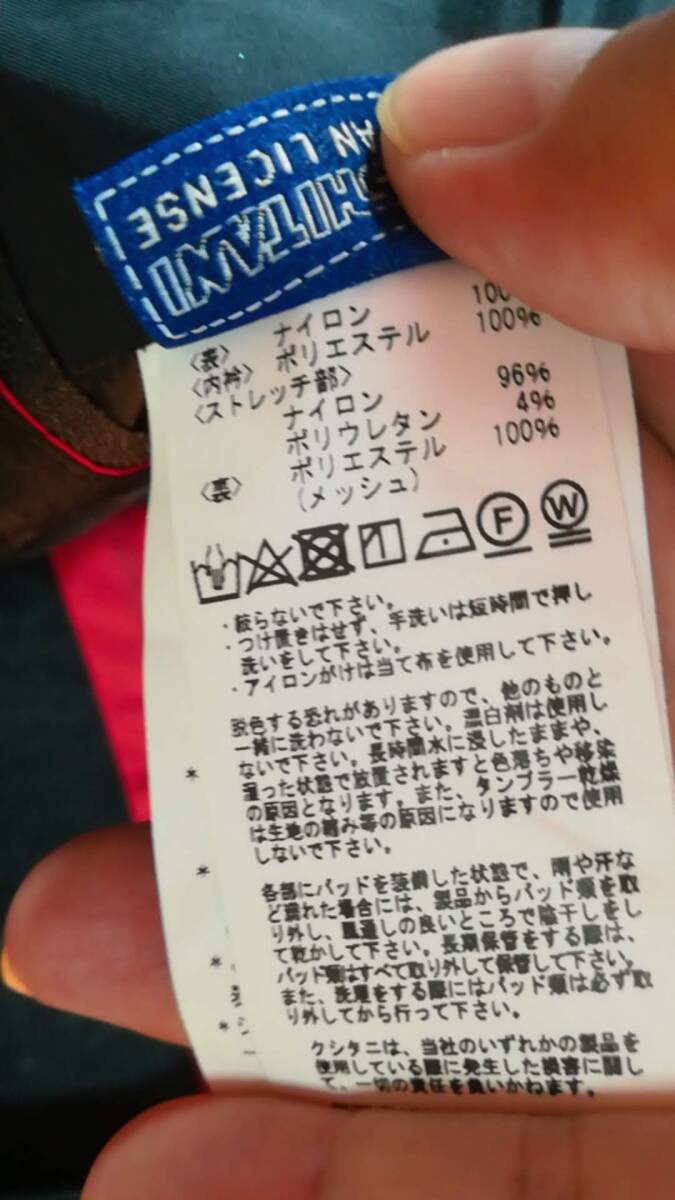 AN LICENSE
〈表〉 ナイロン
〈内衿〉 ポリエステル 100%
〈ストレッチ部〉
ナイロン 96%
ポリウレタン 4%
〈裏〉 ポリエステル 100%
(メッシュ)
F W
・絞らないで下さい。
・つけ置きはせず、手洗いは短時間で押し
洗いをして下さい。
・アイロンがけは当て布を使用して下さい。
脱色する恐れがありますので、他のものと
一緒に洗わないで下さい。漂白剤は使用し
ないで下さい。長時間水に浸したままや、
湿った状態で放置されますと色落ちや移染
の原因となります。また、タンブラー乾燥
は生地の縮み等の原因になりますので使用
しないで下さい。
各部にパッドを装備した状態で、雨や汗な
ど濡れた場合には、製品からパッド類を取
り外し、風通しの良いところで陰干しをし
て乾かして下さい。長期保管をする際は、
パッド類はすべて取り外して保管して下さい。
また、洗濯をする際にはパッド類は必ず取
り外してから行って下さい。
クシタニは、当社のいずれかの製品を
使用している際に発生した損害に関し
て、一切の責任を負いかねます。